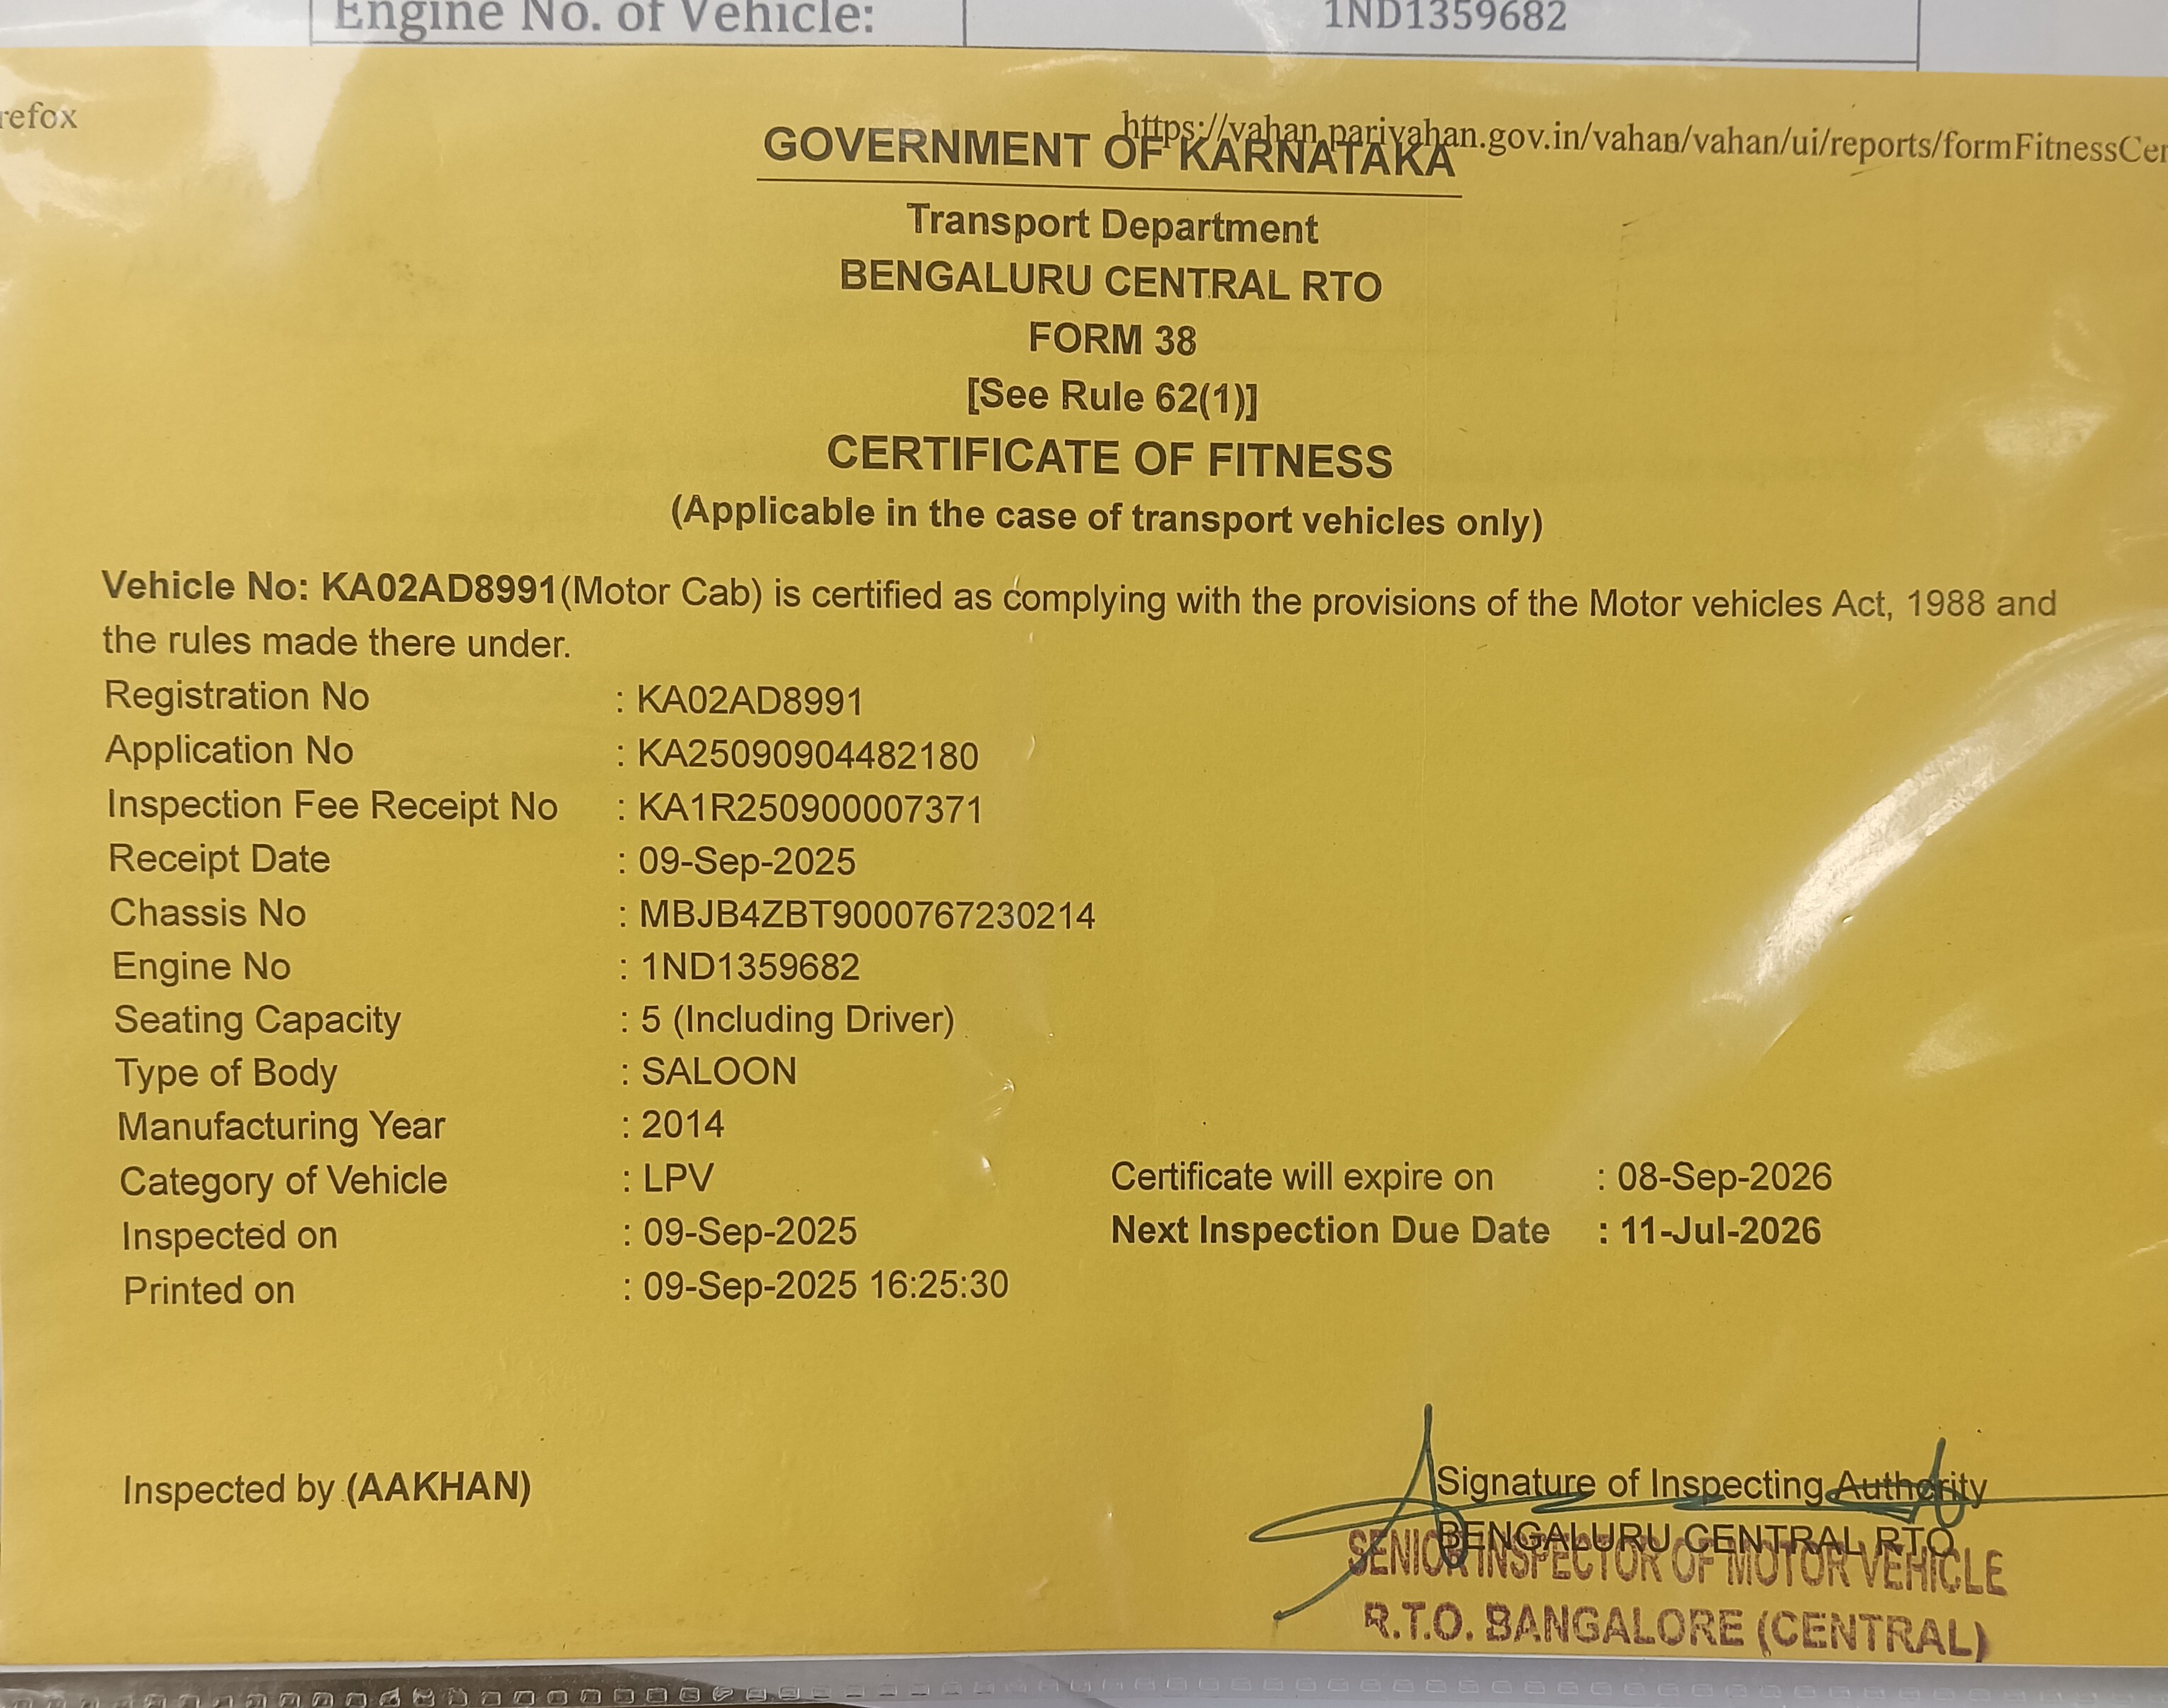 Engine No. of Vehicle: 1ND1359682
refox
https://vahan.parivahan.gov.in/vahan/vahan/ui/reports/formFitnessCer
GOVERNMENT OF KARNATAKA
Transport Department
BENGALURU CENTRAL RTO
FORM 38
[See Rule 62(1)]
CERTIFICATE OF FITNESS
(Applicable in the case of transport vehicles only)
Vehicle No: KA02AD8991(Motor Cab) is certified as complying with the provisions of the Motor vehicles Act, 1988 and
the rules made there under.
Registration No : KA02AD8991
Application No : KA25090904482180
Inspection Fee Receipt No : KA1R250900007371
Receipt Date : 09-Sep-2025
Chassis No : MBJB4ZBT9000767230214
Engine No : 1ND1359682
Seating Capacity : 5 (Including Driver)
Type of Body : SALOON
Manufacturing Year : 2014
Category of Vehicle : LPV Certificate will expire on : 08-Sep-2026
Inspected on : 09-Sep-2025 Next Inspection Due Date : 11-Jul-2026
Printed on : 09-Sep-2025 16:25:30
Inspected by (AAKHAN)
Signature of Inspecting Authority
BENGALURU CENTRAL RTO
SENIOR INSPECTOR OF MOTOR VEHICLE
R.T.O. BANGALORE (CENTRAL)